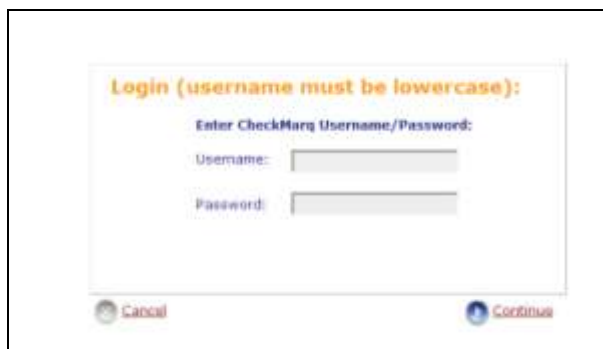 Login (username must be lowercase):
Enter CheckMarq Username/Password:
Username:
Password:
Cancel
Continue